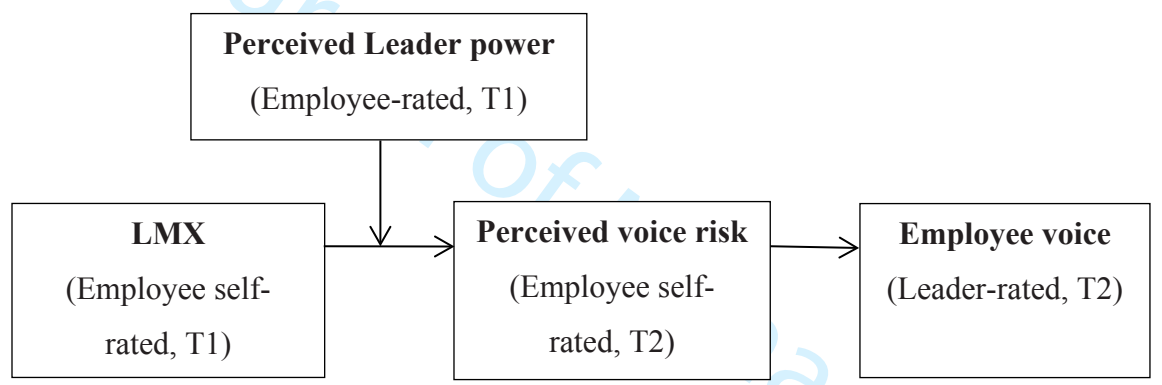 Perceived Leader power
(Employee-rated, T1)
LMX
(Employee self-
rated, T1)
Perceived voice risk
(Employee self-
rated, T2)
Employee voice
(Leader-rated, T2)